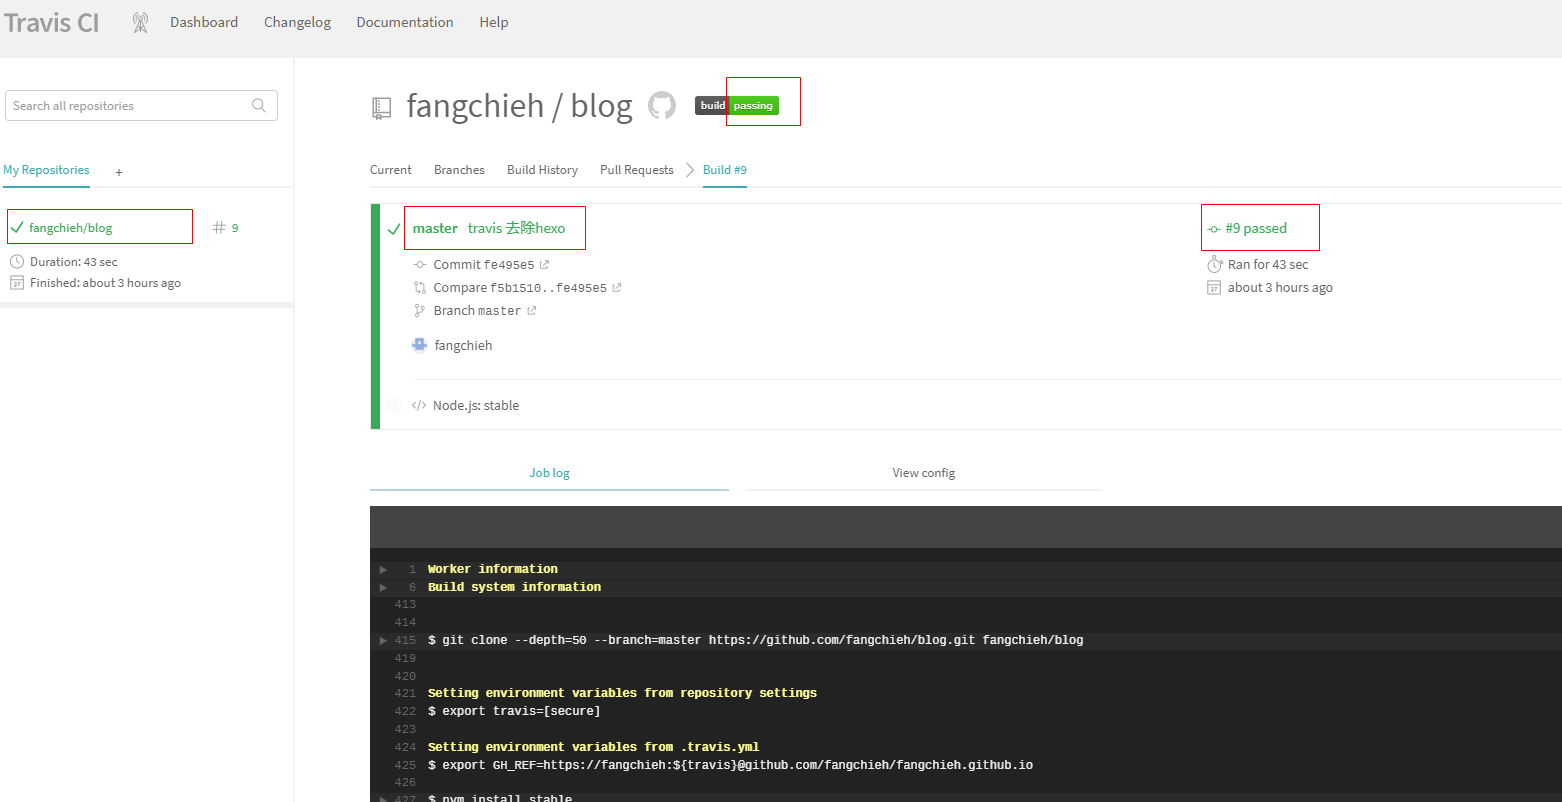 Travis CI Dashboard Changelog Documentation Help
Search all repositories
My Repositories +
fangchieh/blog # 9
Duration: 43 sec
Finished: about 3 hours ago
fangchieh / blog build passing
Current Branches Build History Pull Requests Build #9
master travis 去除hexo #9 passed
Commit fe495e5 Ran for 43 sec
Compare f5b1510..fe495e5 about 3 hours ago
Branch master
fangchieh
</> Node.js: stable
Job log View config
1 Worker information
6 Build system information
413
414
415 $ git clone --depth=50 --branch=master https://github.com/fangchieh/blog.git fangchieh/blog
419
420
421 Setting environment variables from repository settings
422 $ export travis=[secure]
423
424 Setting environment variables from .travis.yml
425 $ export GH_REF=https://fangchieh:${travis}@github.com/fangchieh/fangchieh.github.io
426
427 $ nvm install stable